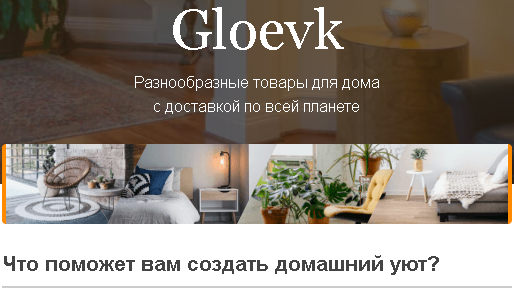 Gloevk
Разнообразные товары для дома
с доставкой по всей планете
Что поможет вам создать домашний уют?